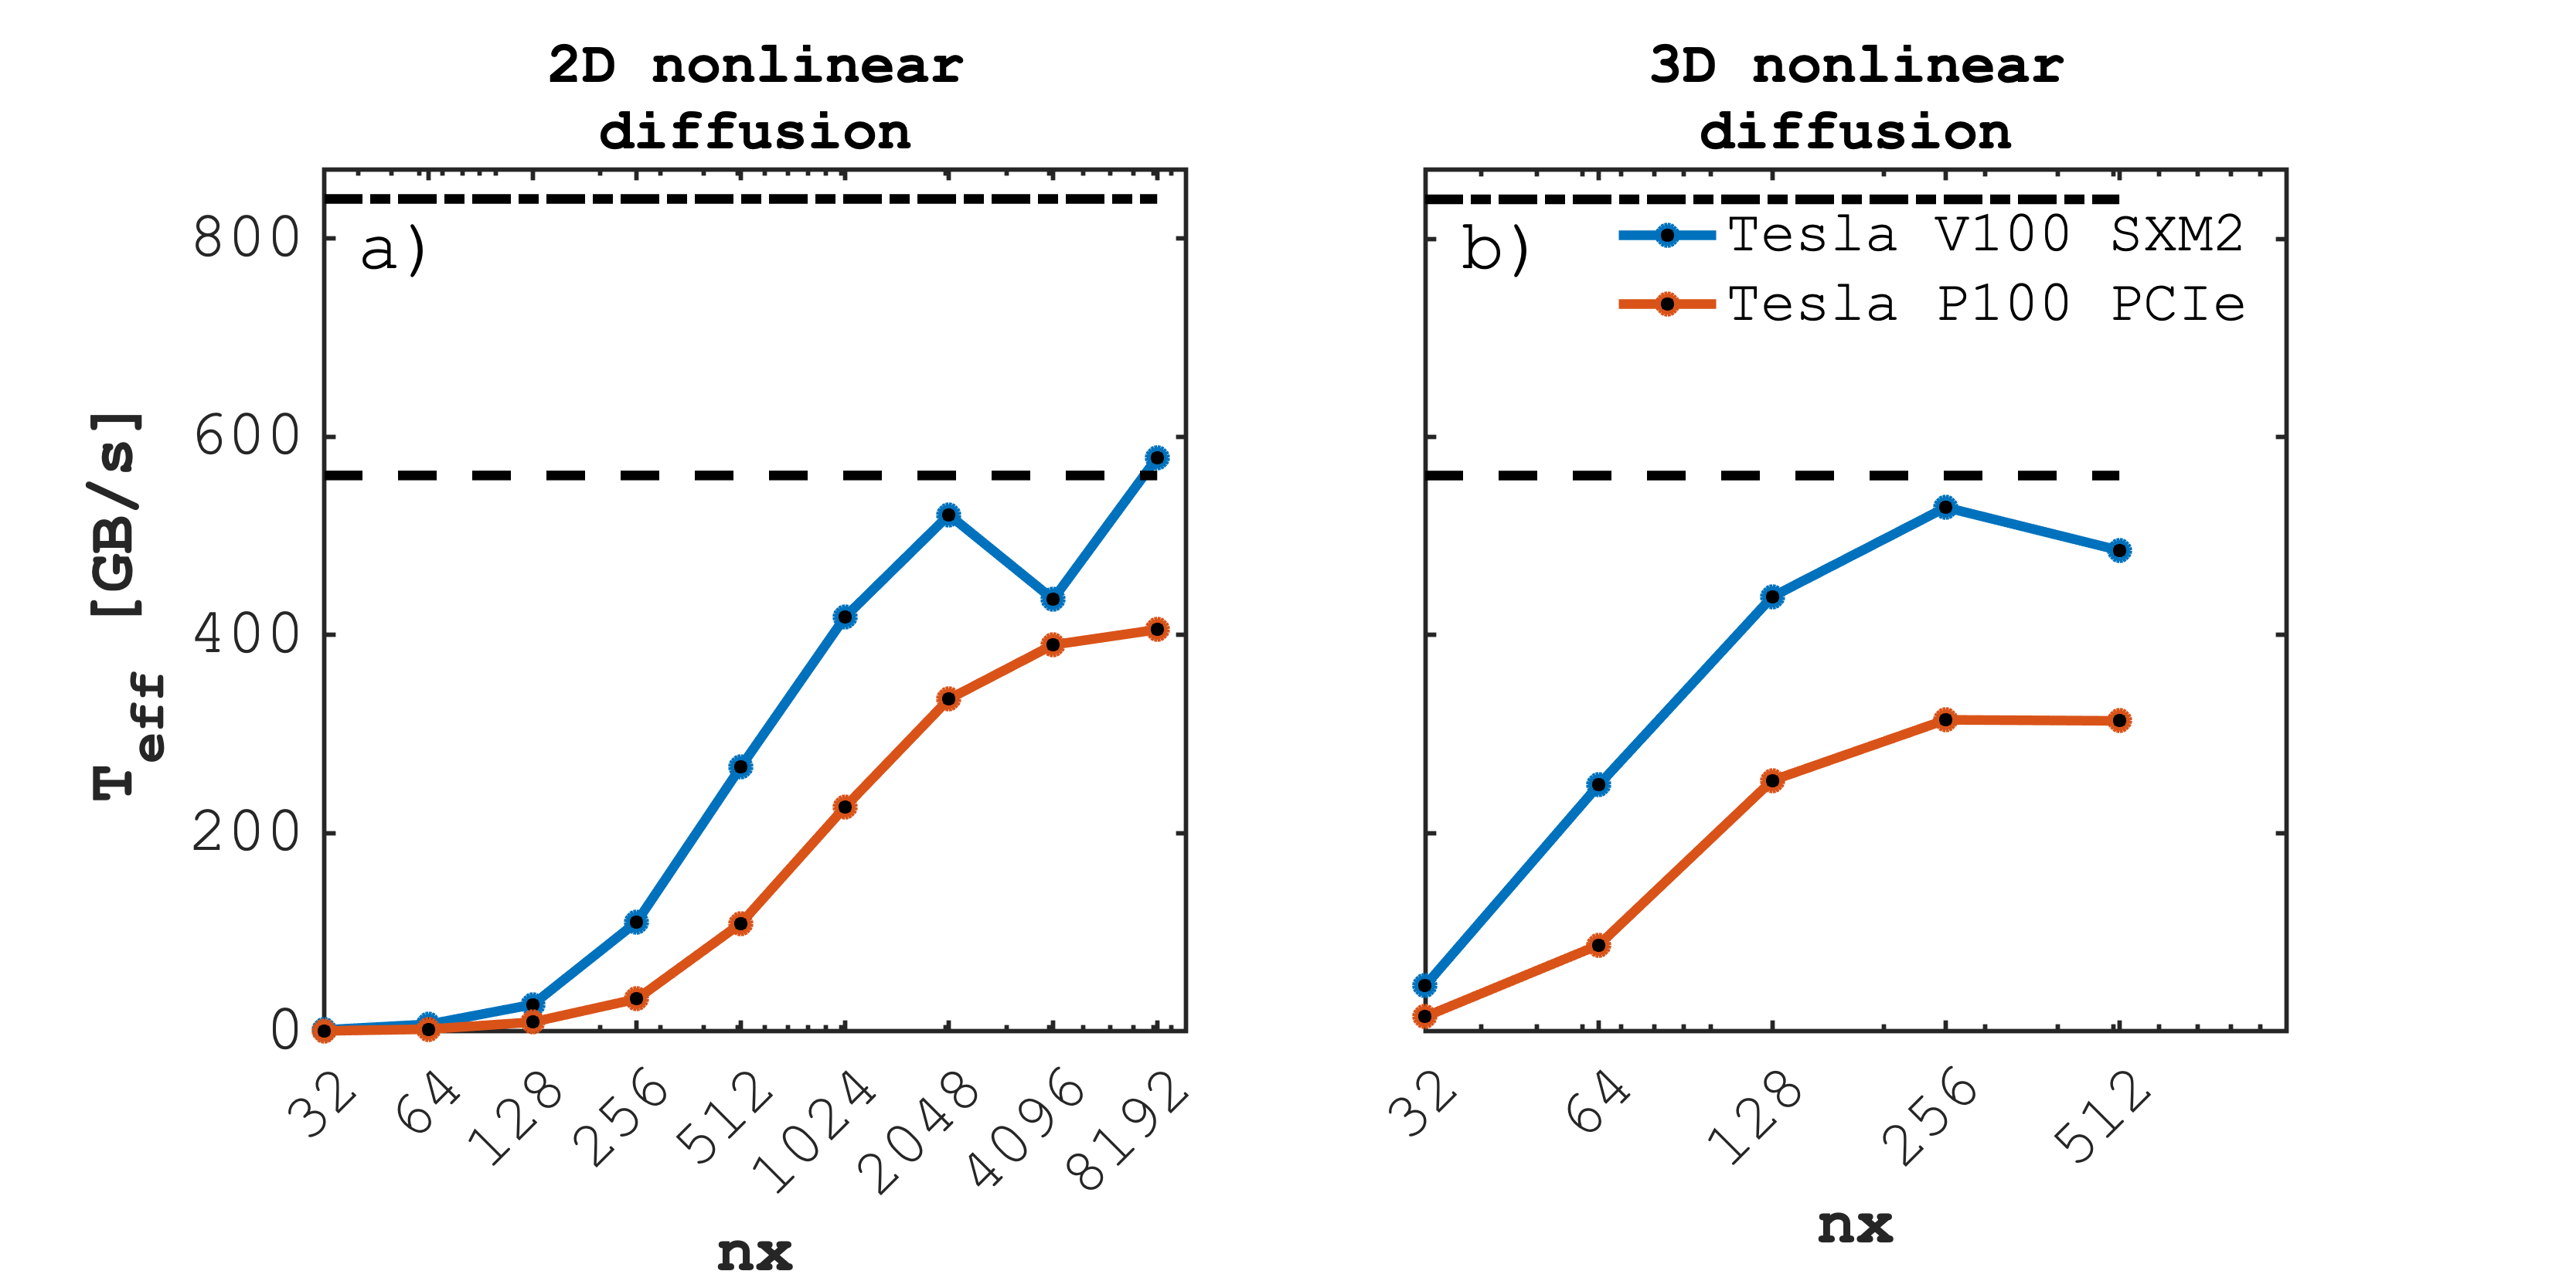 2D nonlinear
diffusion
a)
T_eff [GB/s]
800
600
400
200
0
32
64
128
256
512
1024
2048
4096
8192
nx
3D nonlinear
diffusion
b)
Tesla V100 SXM2
Tesla P100 PCIe
32
64
128
256
512
nx